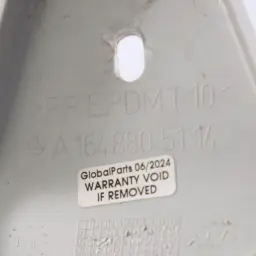 A 164 880 51 14
GlobalParts 06/2024
WARRANTY VOID
IF REMOVED